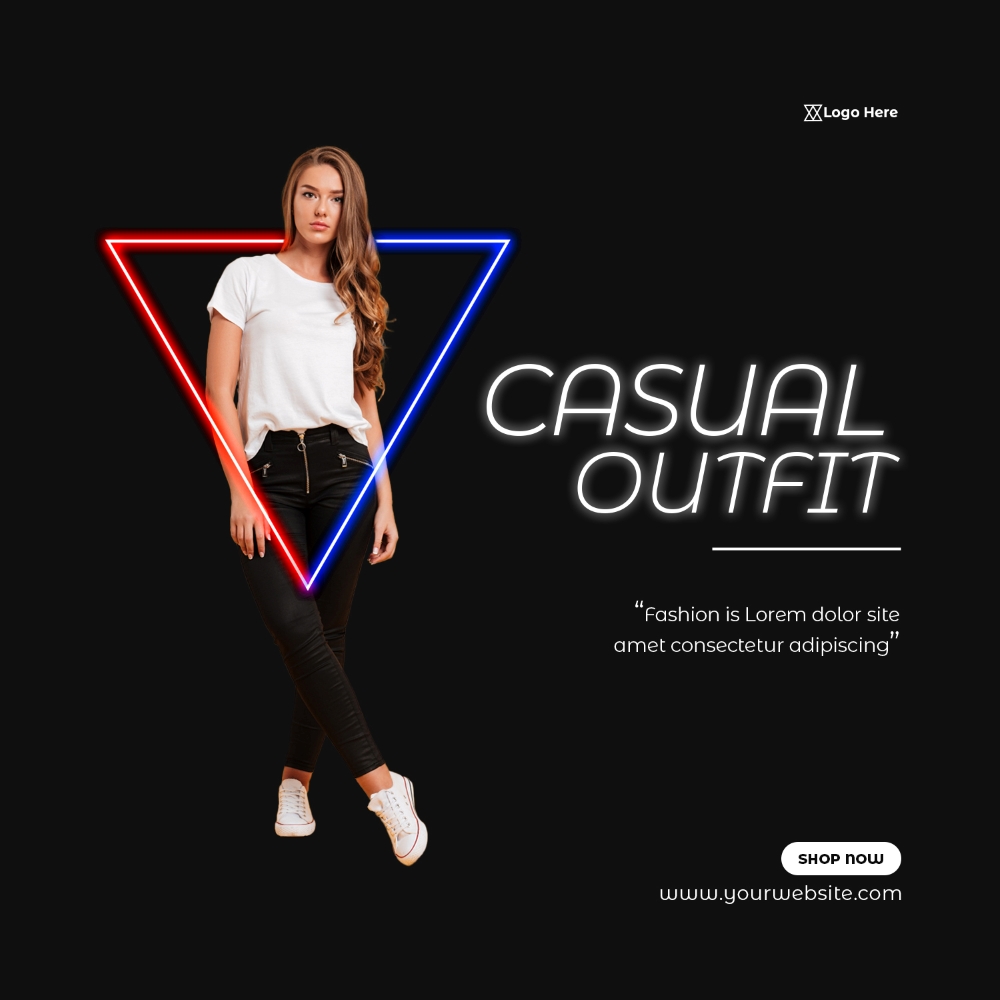 Logo Here
CASUAL
OUTFIT
“Fashion is Lorem dolor site
amet consectetur adipiscing”
SHOP NOW
www.yourwebsite.com